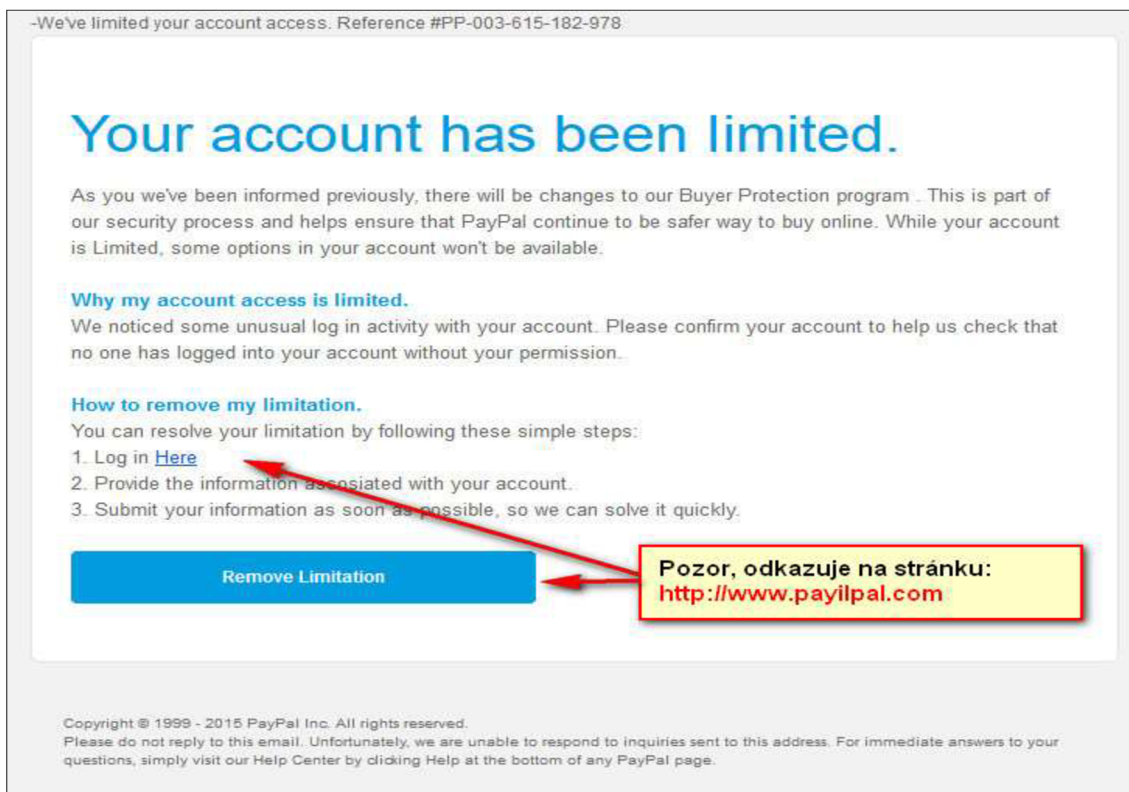 -We've limited your account access. Reference #PP-003-615-182-978
Your account has been limited.
As you we've been informed previously, there will be changes to our Buyer Protection program . This is part of
our security process and helps ensure that PayPal continue to be safer way to buy online. While your account
is Limited, some options in your account won't be available.
Why my account access is limited.
We noticed some unusual log in activity with your account. Please confirm your account to help us check that
no one has logged into your account without your permission.
How to remove my limitation.
You can resolve your limitation by following these simple steps:
1. Log in Here
2. Provide the information assosiated with your account.
3. Submit your information as soon as possible, so we can solve it quickly.
Remove Limitation
Pozor, odkazuje na stránku:
http://www.payilpal.com
Copyright © 1999 - 2015 PayPal Inc. All rights reserved.
Please do not reply to this email. Unfortunately, we are unable to respond to inquiries sent to this address. For immediate answers to your
questions, simply visit our Help Center by clicking Help at the bottom of any PayPal page.